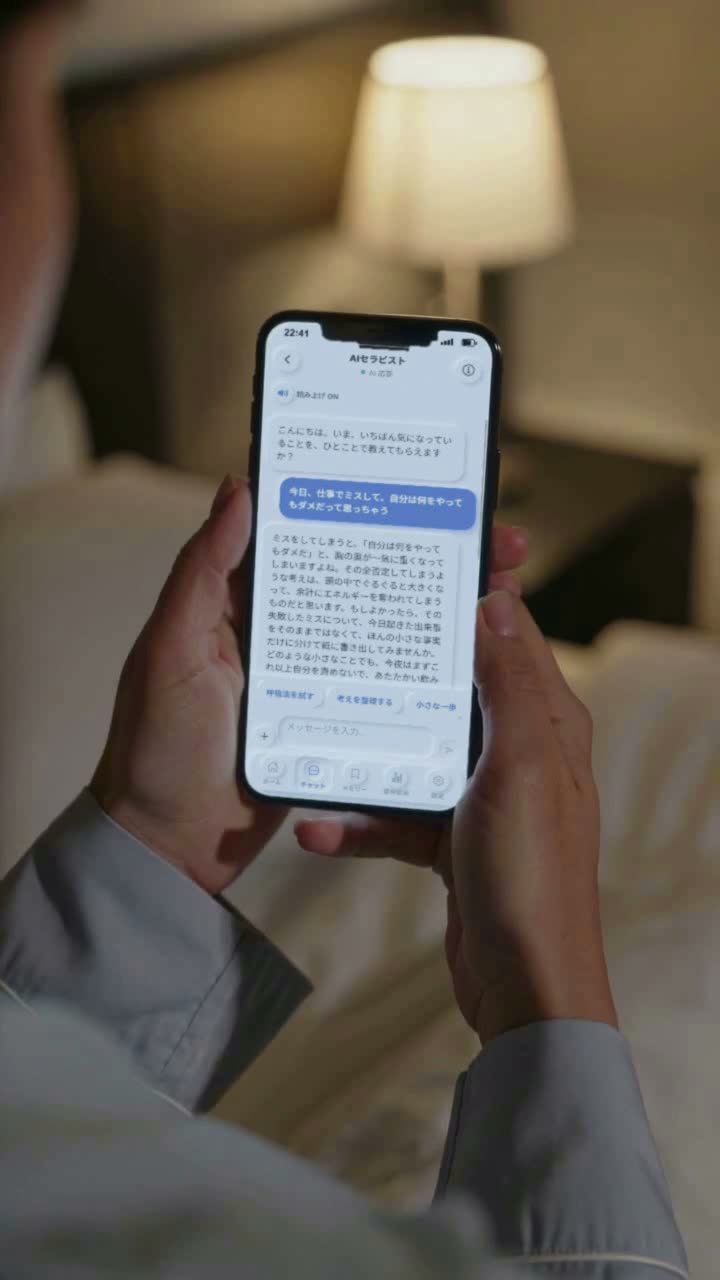 22:41
AIセラピスト
AI 応答
読み上げ ON
こんにちは。いま、いちばん気になってい
ることを、ひとことで教えてもらえます
か？
今日、仕事でミスして、自分は何をやって
もダメだって思っちゃう
ミスをしてしまうと、「自分は何をやって
もダメだ」と、胸の奥が一気に重くなって
しまいますよね。その全否定してしまうよ
うな考えは、頭の中でぐるぐると大きくな
って、余計にエネルギーを奪われてしまう
ものだと思います。もしよかったら、その
失敗したミスについて、今日起きた出来事
をそのままではなくて、ほんの小さな事実
だけに分けて紙に書き出してみませんか。
どのような小さなことでも、今夜はまずこ
れ以上自分を責めないで、あたたかい飲み
呼吸法を試す
考えを整理する
小さな一歩
メッセージを入力...
ホーム
チャット
メモリー
設定